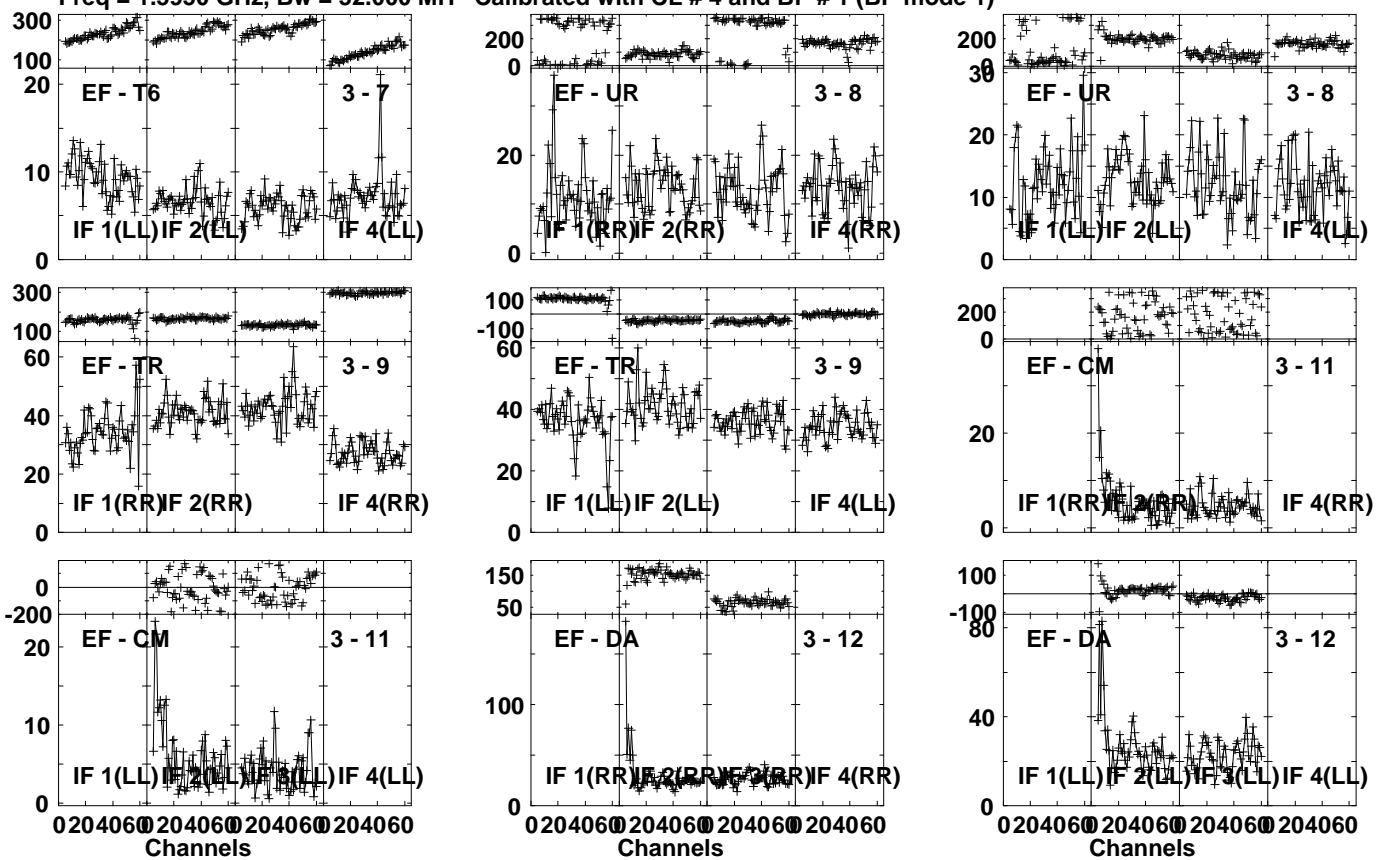 Calibrated with CL # 4 and BP # 1 (BP mode 1)
300
100
20
10
0
EF - T6
3 - 7
IF 1(LL)
IF 2(LL)
IF 4(LL)
200
0
20
0
EF - UR
3 - 8
IF 1(RR)
IF 2(RR)
IF 4(RR)
200
0
30
20
10
0
EF - UR
3 - 8
IF 1(LL)
IF 2(LL)
IF 4(LL)
300
100
60
40
20
0
EF - TR
3 - 9
IF 1(RR)
IF 2(RR)
IF 4(RR)
100
-100
60
40
20
0
EF - TR
3 - 9
IF 1(LL)
IF 2(LL)
IF 4(LL)
200
0
20
0
EF - CM
3 - 11
IF 1(RR)
IF 2(RR)
IF 4(RR)
0
-200
20
10
0
EF - CM
3 - 11
IF 1(LL)
IF 2(LL)
IF 3(LL)
IF 4(LL)
0 20 40 60 0 20 40 60 0 20 40 60 0 20 40 60
Channels
150
50
100
0
EF - DA
3 - 12
IF 1(RR)
IF 2(RR)
IF 3(RR)
IF 4(RR)
0 20 40 60 0 20 40 60 0 20 40 60 0 20 40 60
Channels
100
-100
80
60
40
20
0
EF - DA
3 - 12
IF 1(LL)
IF 2(LL)
IF 3(LL)
IF 4(LL)
0 20 40 60 0 20 40 60 0 20 40 60 0 20 40 60
Channels